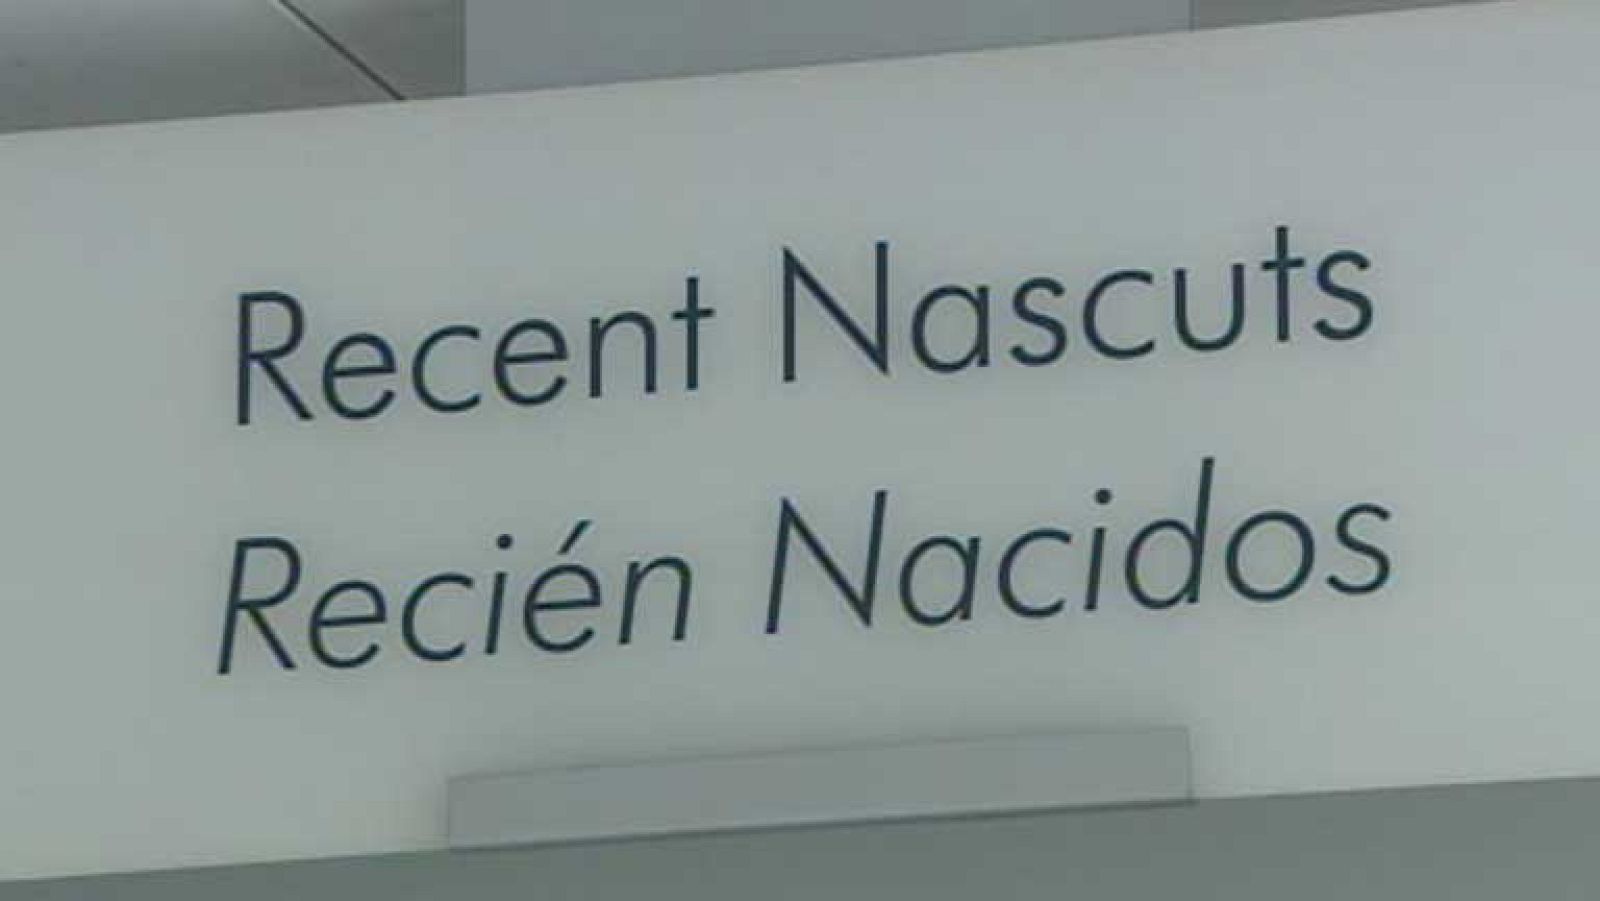 Recent Nascuts
Recién Nacidos